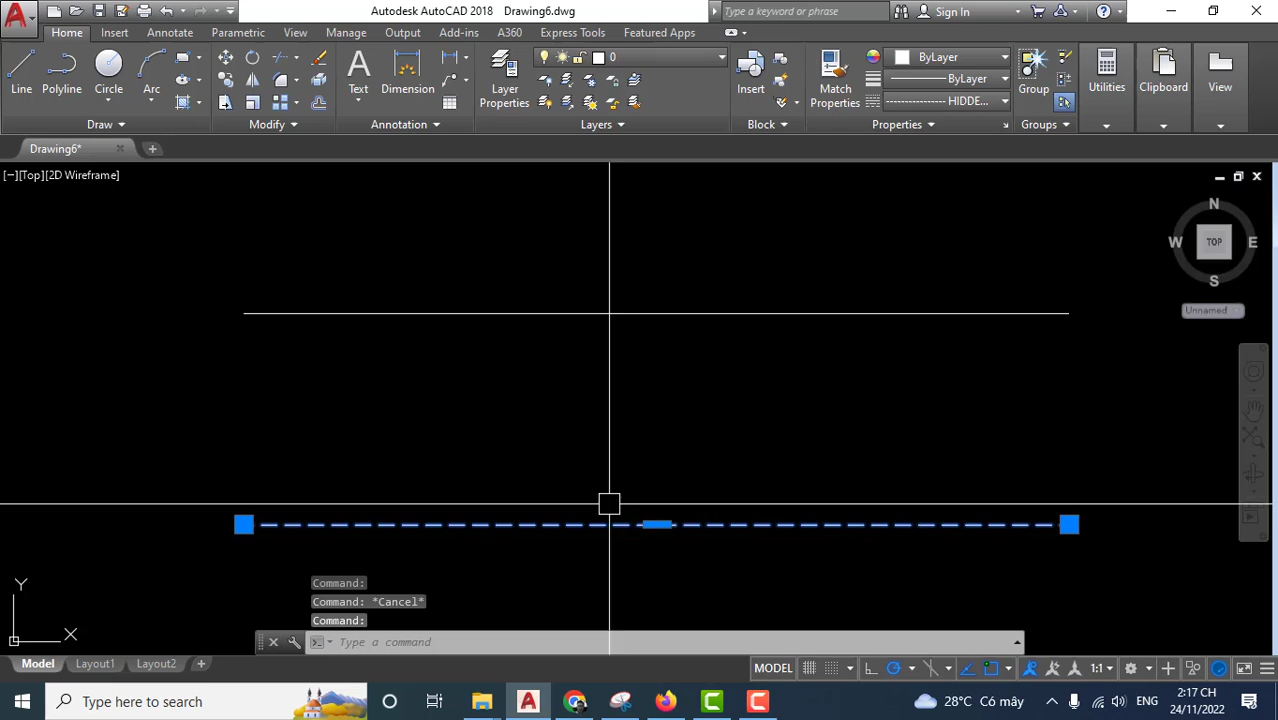 Autodesk AutoCAD 2018 Drawing6.dwg
Type a keyword or phrase
Sign In
Home Insert Annotate Parametric View Manage Output Add-ins A360 Express Tools Featured Apps
Line Polyline Circle Arc
Text Dimension
Layer Properties
0
Insert
Match Properties
ByLayer
ByLayer
HIDDE...
Group
Utilities
Clipboard
View
Draw Modify Annotation Layers Block Properties Groups
Drawing6*
[−][Top][2D Wireframe]
N
W TOP E
S
Unnamed
Y
X
Command:
Command: *Cancel*
Command:
Type a command
Model Layout1 Layout2
MODEL
1:1
Type here to search
28°C Có mây
ENG
2:17 CH
24/11/2022